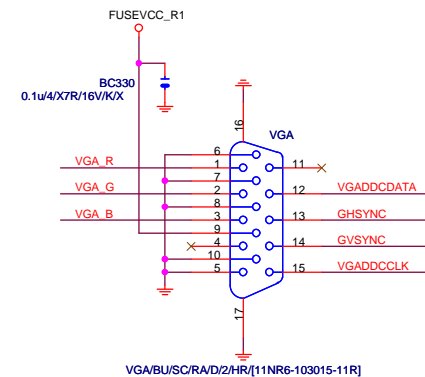 FUSEVCC_R1
BC330
0.1u/4/X7R/16V/K/X
16
VGA
6
VGA_R
1
11
7
VGA_G
2
12
VGADDCDATA
8
VGA_B
3
13
GHSYNC
9
4
14
GVSYNC
10
5
15
VGADDCCLK
17
VGA/BU/SC/RA/D/2/HR/[11NR6-103015-11R]